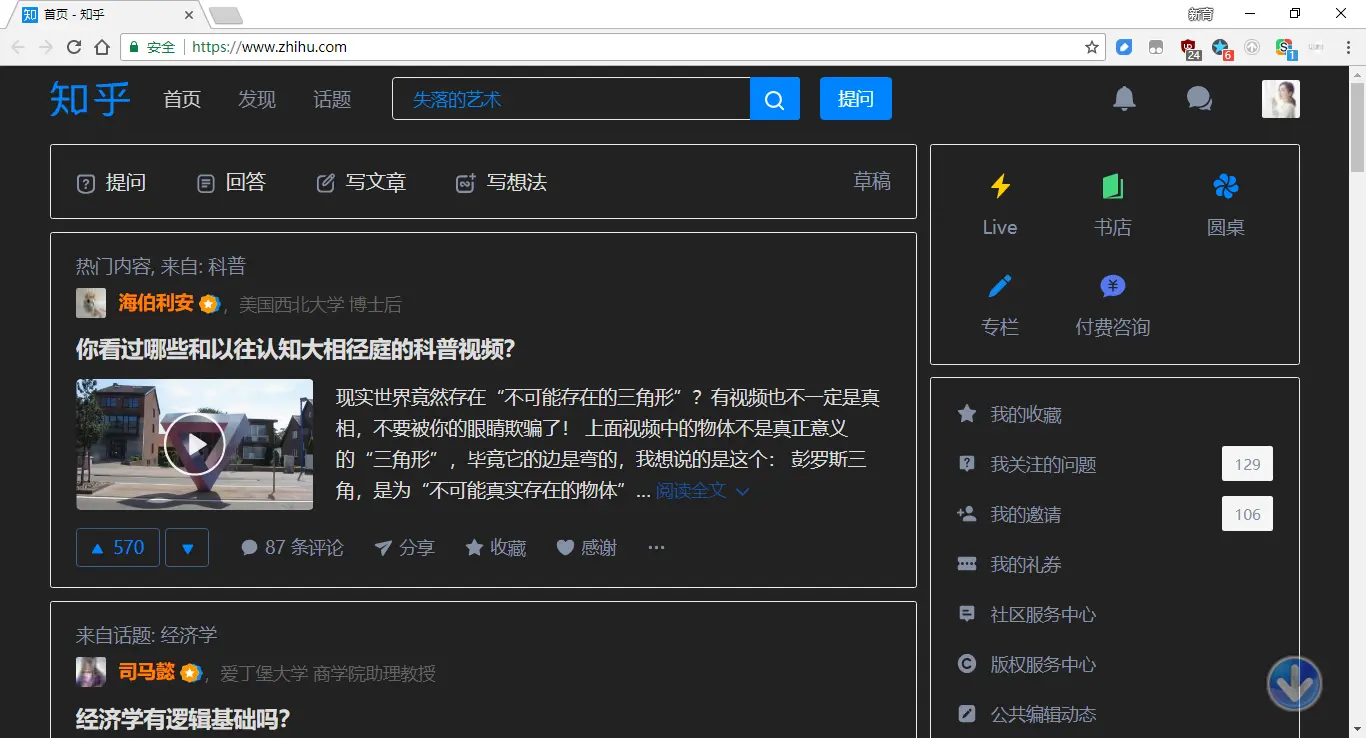 知 首页 - 知乎
新育
安全 https://www.zhihu.com
24 6 1
知乎 首页 发现 话题 失落的艺术 提问
提问 回答 写文章 写想法 草稿
热门内容, 来自: 科普
海伯利安 , 美国西北大学 博士后
你看过哪些和以往认知大相径庭的科普视频?
现实世界竟然存在“不可能存在的三角形”？有视频也不一定是真
相，不要被你的眼睛欺骗了！ 上面视频中的物体不是真正意义
的“三角形”，毕竟它的边是弯的，我想说的是这个： 彭罗斯三
角，是为“不可能真实存在的物体”... 阅读全文
570 87 条评论 分享 收藏 感谢 ···
来自话题: 经济学
司马懿 , 爱丁堡大学 商学院助理教授
经济学有逻辑基础吗?
Live 书店 圆桌
专栏 付费咨询
我的收藏
我关注的问题 129
我的邀请 106
我的礼券
社区服务中心
版权服务中心
公共编辑动态